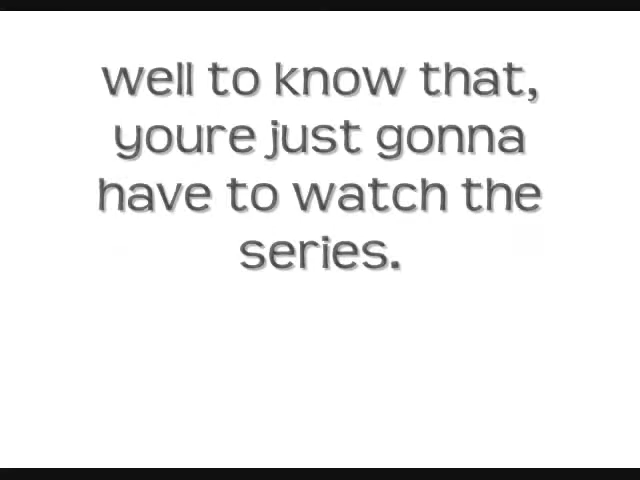 well to know that,
youre just gonna
have to watch the
series.